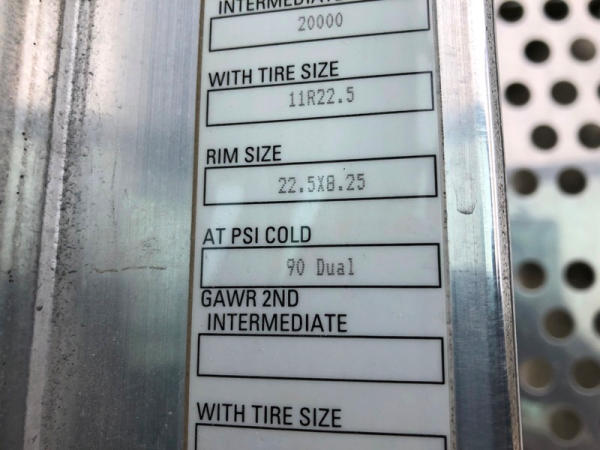 INTERMEDIATE
20000
WITH TIRE SIZE
11R22.5
RIM SIZE
22.5X8.25
AT PSI COLD
90 Dual
GAWR 2ND
INTERMEDIATE
WITH TIRE SIZE